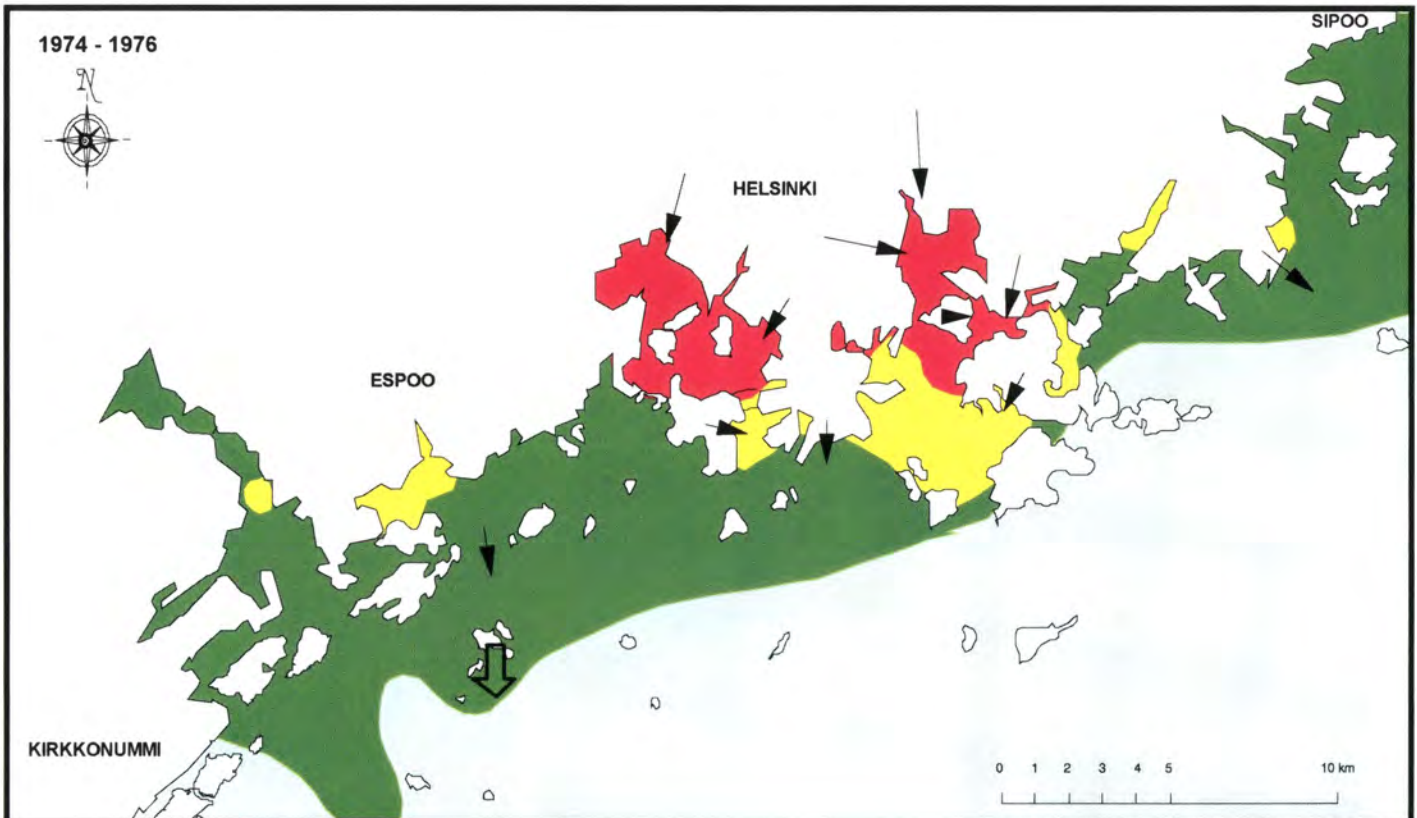 SIPOO
1974 - 1976
N
HELSINKI
ESPOO
KIRKKONUMMI
0 1 2 3 4 5 10 km